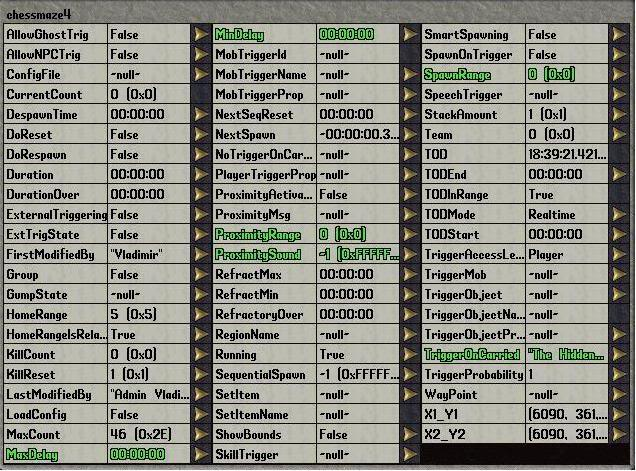 chessmaze4
AllowGhostTrig False
AllowNPCTrig False
ConfigFile -null-
CurrentCount 0 (0x0)
DespawnTime 00:00:00
DoReset False
DoRespawn False
Duration 00:00:00
DurationOver 00:00:00
ExternalTriggering False
ExtTrigState False
FirstModifiedBy "Vladimir"
Group False
GumpState -null-
HomeRange 5 (0x5)
HomeRangeIsRela... True
KillCount 0 (0x0)
KillReset 1 (0x1)
LastModifiedBy "Admin Vladi...
LoadConfig False
MaxCount 46 (0x2E)
MaxDelay 00:00:00
MinDelay 00:00:00
MobTriggerId -null-
MobTriggerName -null-
MobTriggerProp -null-
NextSeqReset 00:00:00
NextSpawn -00:00:00.3...
NoTriggerOnCar... -null-
PlayerTriggerProp -null-
ProximityActiva... False
ProximityMsg -null-
ProximityRange 0 (0x0)
ProximitySound -1 (0xFFFFF...
RefractMax 00:00:00
RefractMin 00:00:00
RefractoryOver 00:00:00
RegionName -null-
Running True
SequentialSpawn -1 (0xFFFFF...
SetItem -null-
SetItemName -null-
ShowBounds False
SkillTrigger -null-
SmartSpawning False
SpawnOnTrigger False
SpawnRange 0 (0x0)
SpeechTrigger -null-
StackAmount 1 (0x1)
Team 0 (0x0)
TOD 18:39:21.421...
TODEnd 00:00:00
TODInRange True
TODMode Realtime
TODStart 00:00:00
TriggerAccessLe... Player
TriggerMob -null-
TriggerObject -null-
TriggerObjectNa... -null-
TriggerObjectPr... -null-
TriggerOnCarried "The Hidden...
TriggerProbability 1
WayPoint -null-
X1_Y1 (6090, 361,...
X2_Y2 (6090, 361,...